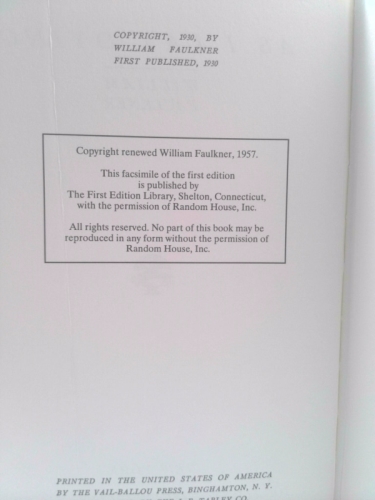 COPYRIGHT, 1930, BY
WILLIAM FAULKNER
FIRST PUBLISHED, 1930
Copyright renewed William Faulkner, 1957.
This facsimile of the first edition
is published by
The First Edition Library, Shelton, Connecticut,
with the permission of Random House, Inc.
All rights reserved. No part of this book may be
reproduced in any form without the permission of
Random House, Inc.
PRINTED IN THE UNITED STATES OF AMERICA
BY THE VAIL-BALLOU PRESS, BINGHAMTON, N. Y.
CO.